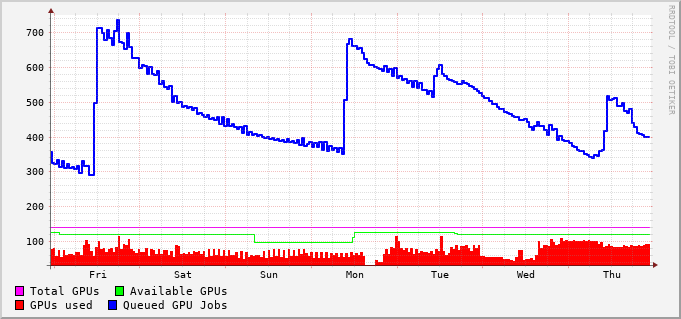 700
600
500
400
300
200
100
Fri Sat Sun Mon Tue Wed Thu
Total GPUs Available GPUs
GPUs used Queued GPU Jobs
RRDTOOL / TOBI OETIKER